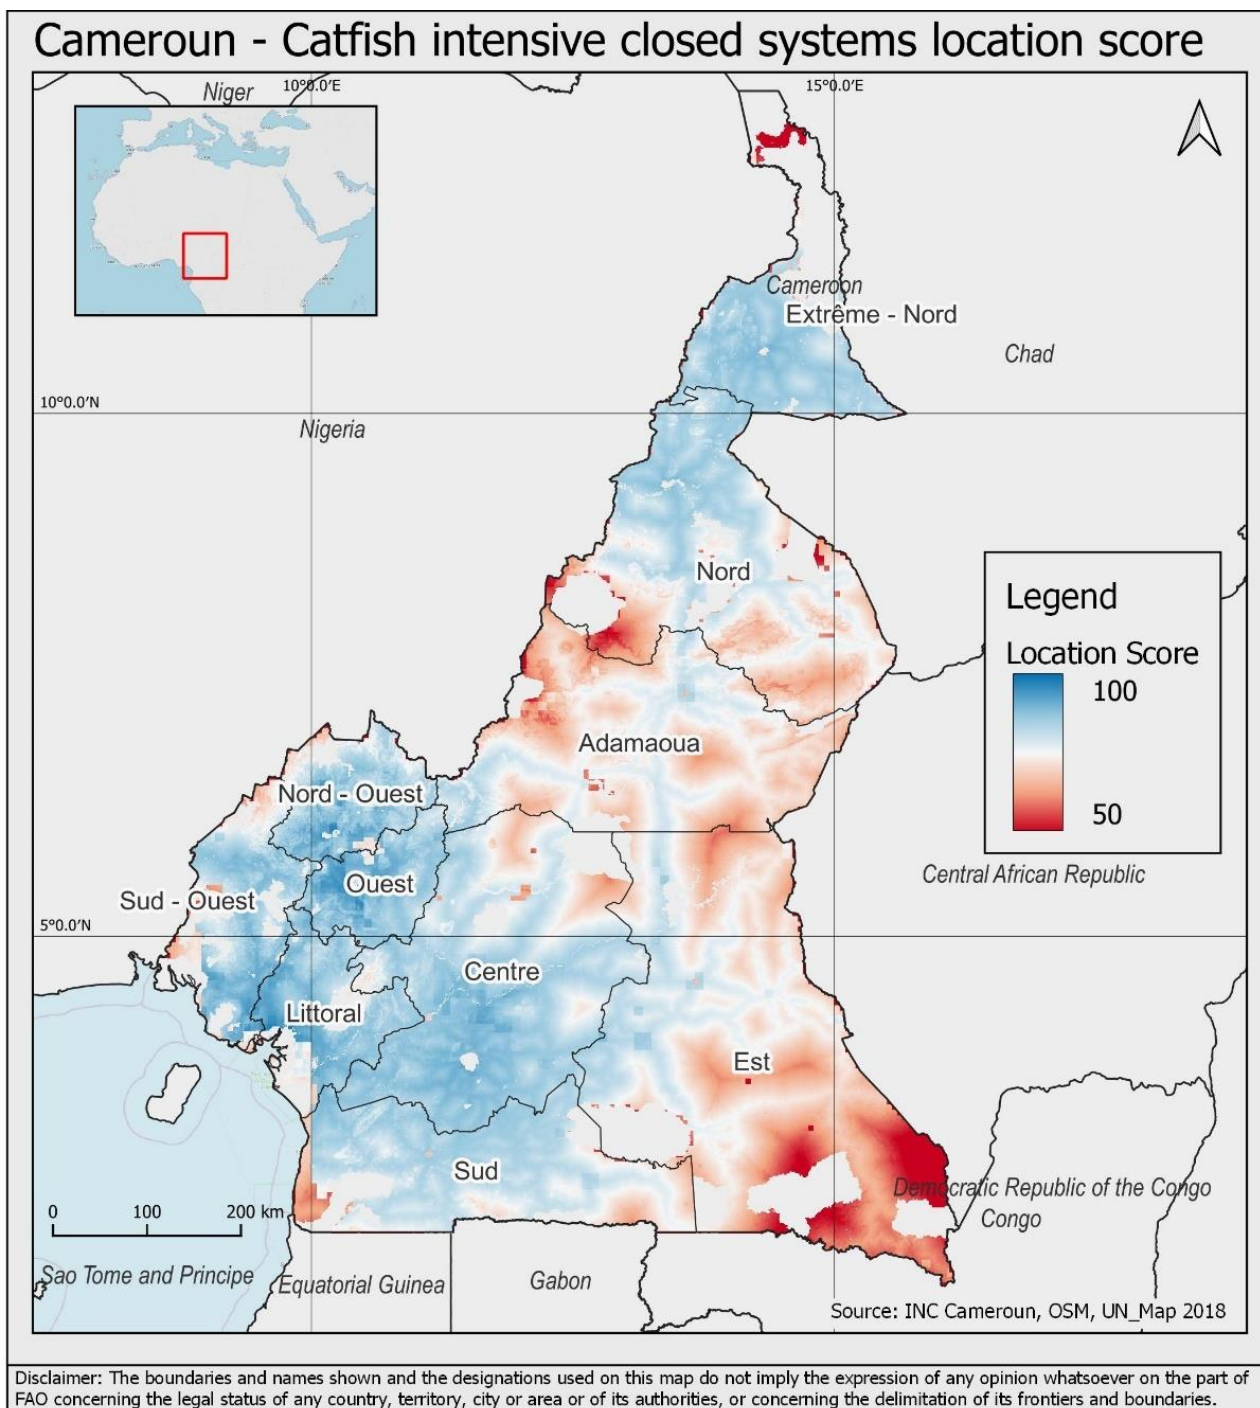 Cameroun - Catfish intensive closed systems location score
Niger
10°0.0'E
15°0.0'E
Cameroon
Extrême - Nord
Chad
10°0.0'N
Nigeria
Nord
Legend
Location Score
100
50
Adamaoua
Nord - Ouest
Ouest
Sud - Ouest
Central African Republic
5°0.0'N
Centre
Littoral
Est
Sud
Democratic Republic of the Congo
Congo
0 100 200 km
Sao Tome and Principe
Equatorial Guinea
Gabon
Source: INC Cameroun, OSM, UN_Map 2018
Disclaimer: The boundaries and names shown and the designations used on this map do not imply the expression of any opinion whatsoever on the part of
FAO concerning the legal status of any country, territory, city or area or of its authorities, or concerning the delimitation of its frontiers and boundaries.